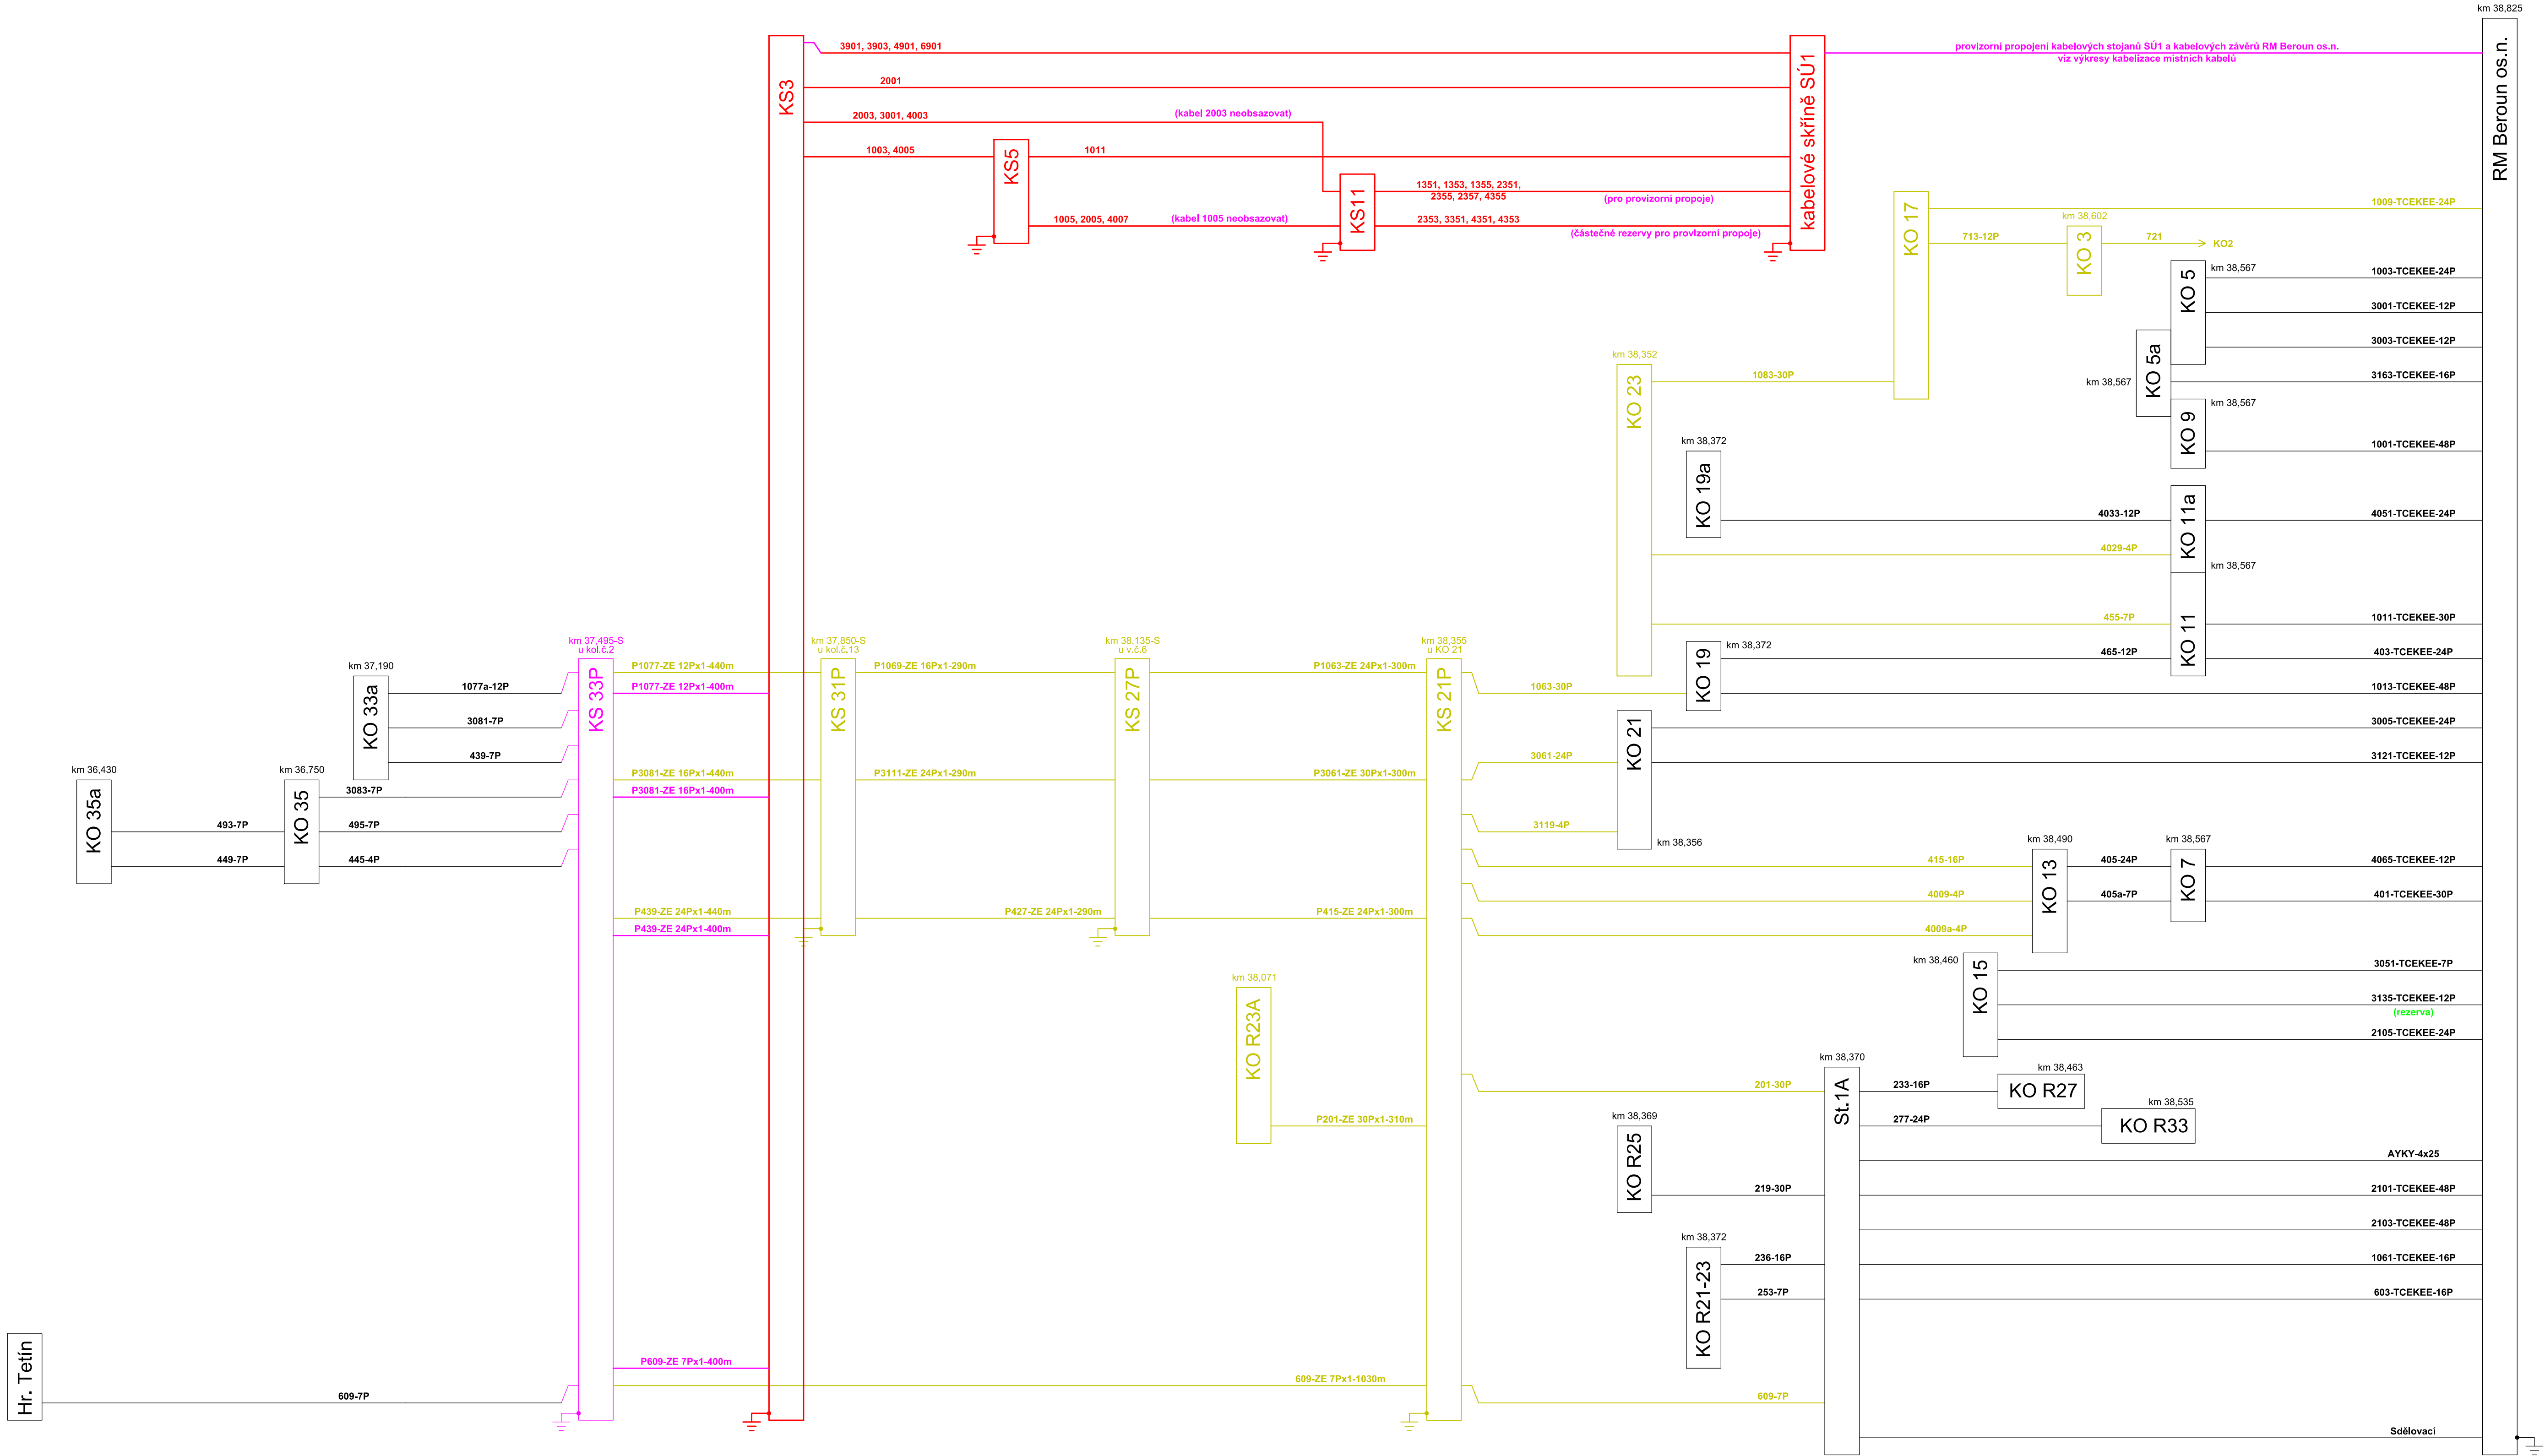 km 38,825
RM Beroun os.n.
3901, 3903, 4901, 6901
provizorní propojení kabelových stojanů SÚ1 a kabelových závěrů RM Beroun os.n.
viz výkresy kabelizace místních kabelů
KS3
2001
kabelové skříně SÚ1
2003, 3001, 4003
(kabel 2003 neobsazovat)
1003, 4005
KS5
1011
KS11
1351, 1353, 1355, 2351,
2355, 2357, 4355
(pro provizorní propoje)
1005, 2005, 4007
(kabel 1005 neobsazovat)
2353, 3351, 4351, 4353
(částečné rezervy pro provizorní propoje)
KO 17
1009-TCEKEE-24P
km 38,602
713-12P
KO 3
721
KO2
KO 5
km 38,567
1003-TCEKEE-24P
3001-TCEKEE-12P
3003-TCEKEE-12P
km 38,352
KO 23
1083-30P
km 38,567
KO 5a
3163-TCEKEE-16P
KO 9
km 38,567
1001-TCEKEE-48P
km 38,372
KO 19a
4033-12P
KO 11a
4051-TCEKEE-24P
4029-4P
km 38,567
455-7P
KO 11
1011-TCEKEE-30P
KO 19
km 38,372
465-12P
403-TCEKEE-24P
1013-TCEKEE-48P
km 37,495-S
u kol.č.2
km 37,850-S
u kol.č.13
km 38,135-S
u v.č.6
km 38,355
u KO 21
KS 33P
KS 31P
KS 27P
KS 21P
P1077-ZE 12Px1-440m
P1069-ZE 16Px1-290m
P1063-ZE 24Px1-300m
km 37,190
KO 33a
1077a-12P
P1077-ZE 12Px1-400m
1063-30P
3081-7P
KO 21
3005-TCEKEE-24P
439-7P
3061-24P
3121-TCEKEE-12P
km 36,430
KO 35a
km 36,750
KO 35
P3081-ZE 16Px1-440m
P3111-ZE 24Px1-290m
P3061-ZE 30Px1-300m
3083-7P
P3081-ZE 16Px1-400m
493-7P
495-7P
3119-4P
km 38,356
449-7P
445-4P
km 38,490
KO 13
km 38,567
KO 7
415-16P
405-24P
4065-TCEKEE-12P
4009-4P
405a-7P
401-TCEKEE-30P
P439-ZE 24Px1-440m
P427-ZE 24Px1-290m
P415-ZE 24Px1-300m
P439-ZE 24Px1-400m
4009a-4P
km 38,460
KO 15
3051-TCEKEE-7P
km 38,071
KO R23A
3135-TCEKEE-12P
(rezerva)
2105-TCEKEE-24P
km 38,370
St.1A
201-30P
233-16P
km 38,463
KO R27
P201-ZE 30Px1-310m
277-24P
km 38,535
KO R33
km 38,369
KO R25
AYKY-4x25
219-30P
2101-TCEKEE-48P
2103-TCEKEE-48P
km 38,372
KO R21-23
236-16P
1061-TCEKEE-16P
253-7P
603-TCEKEE-16P
P609-ZE 7Px1-400m
609-ZE 7Px1-1030m
Hr. Tetín
609-7P
609-7P
Sdělovací